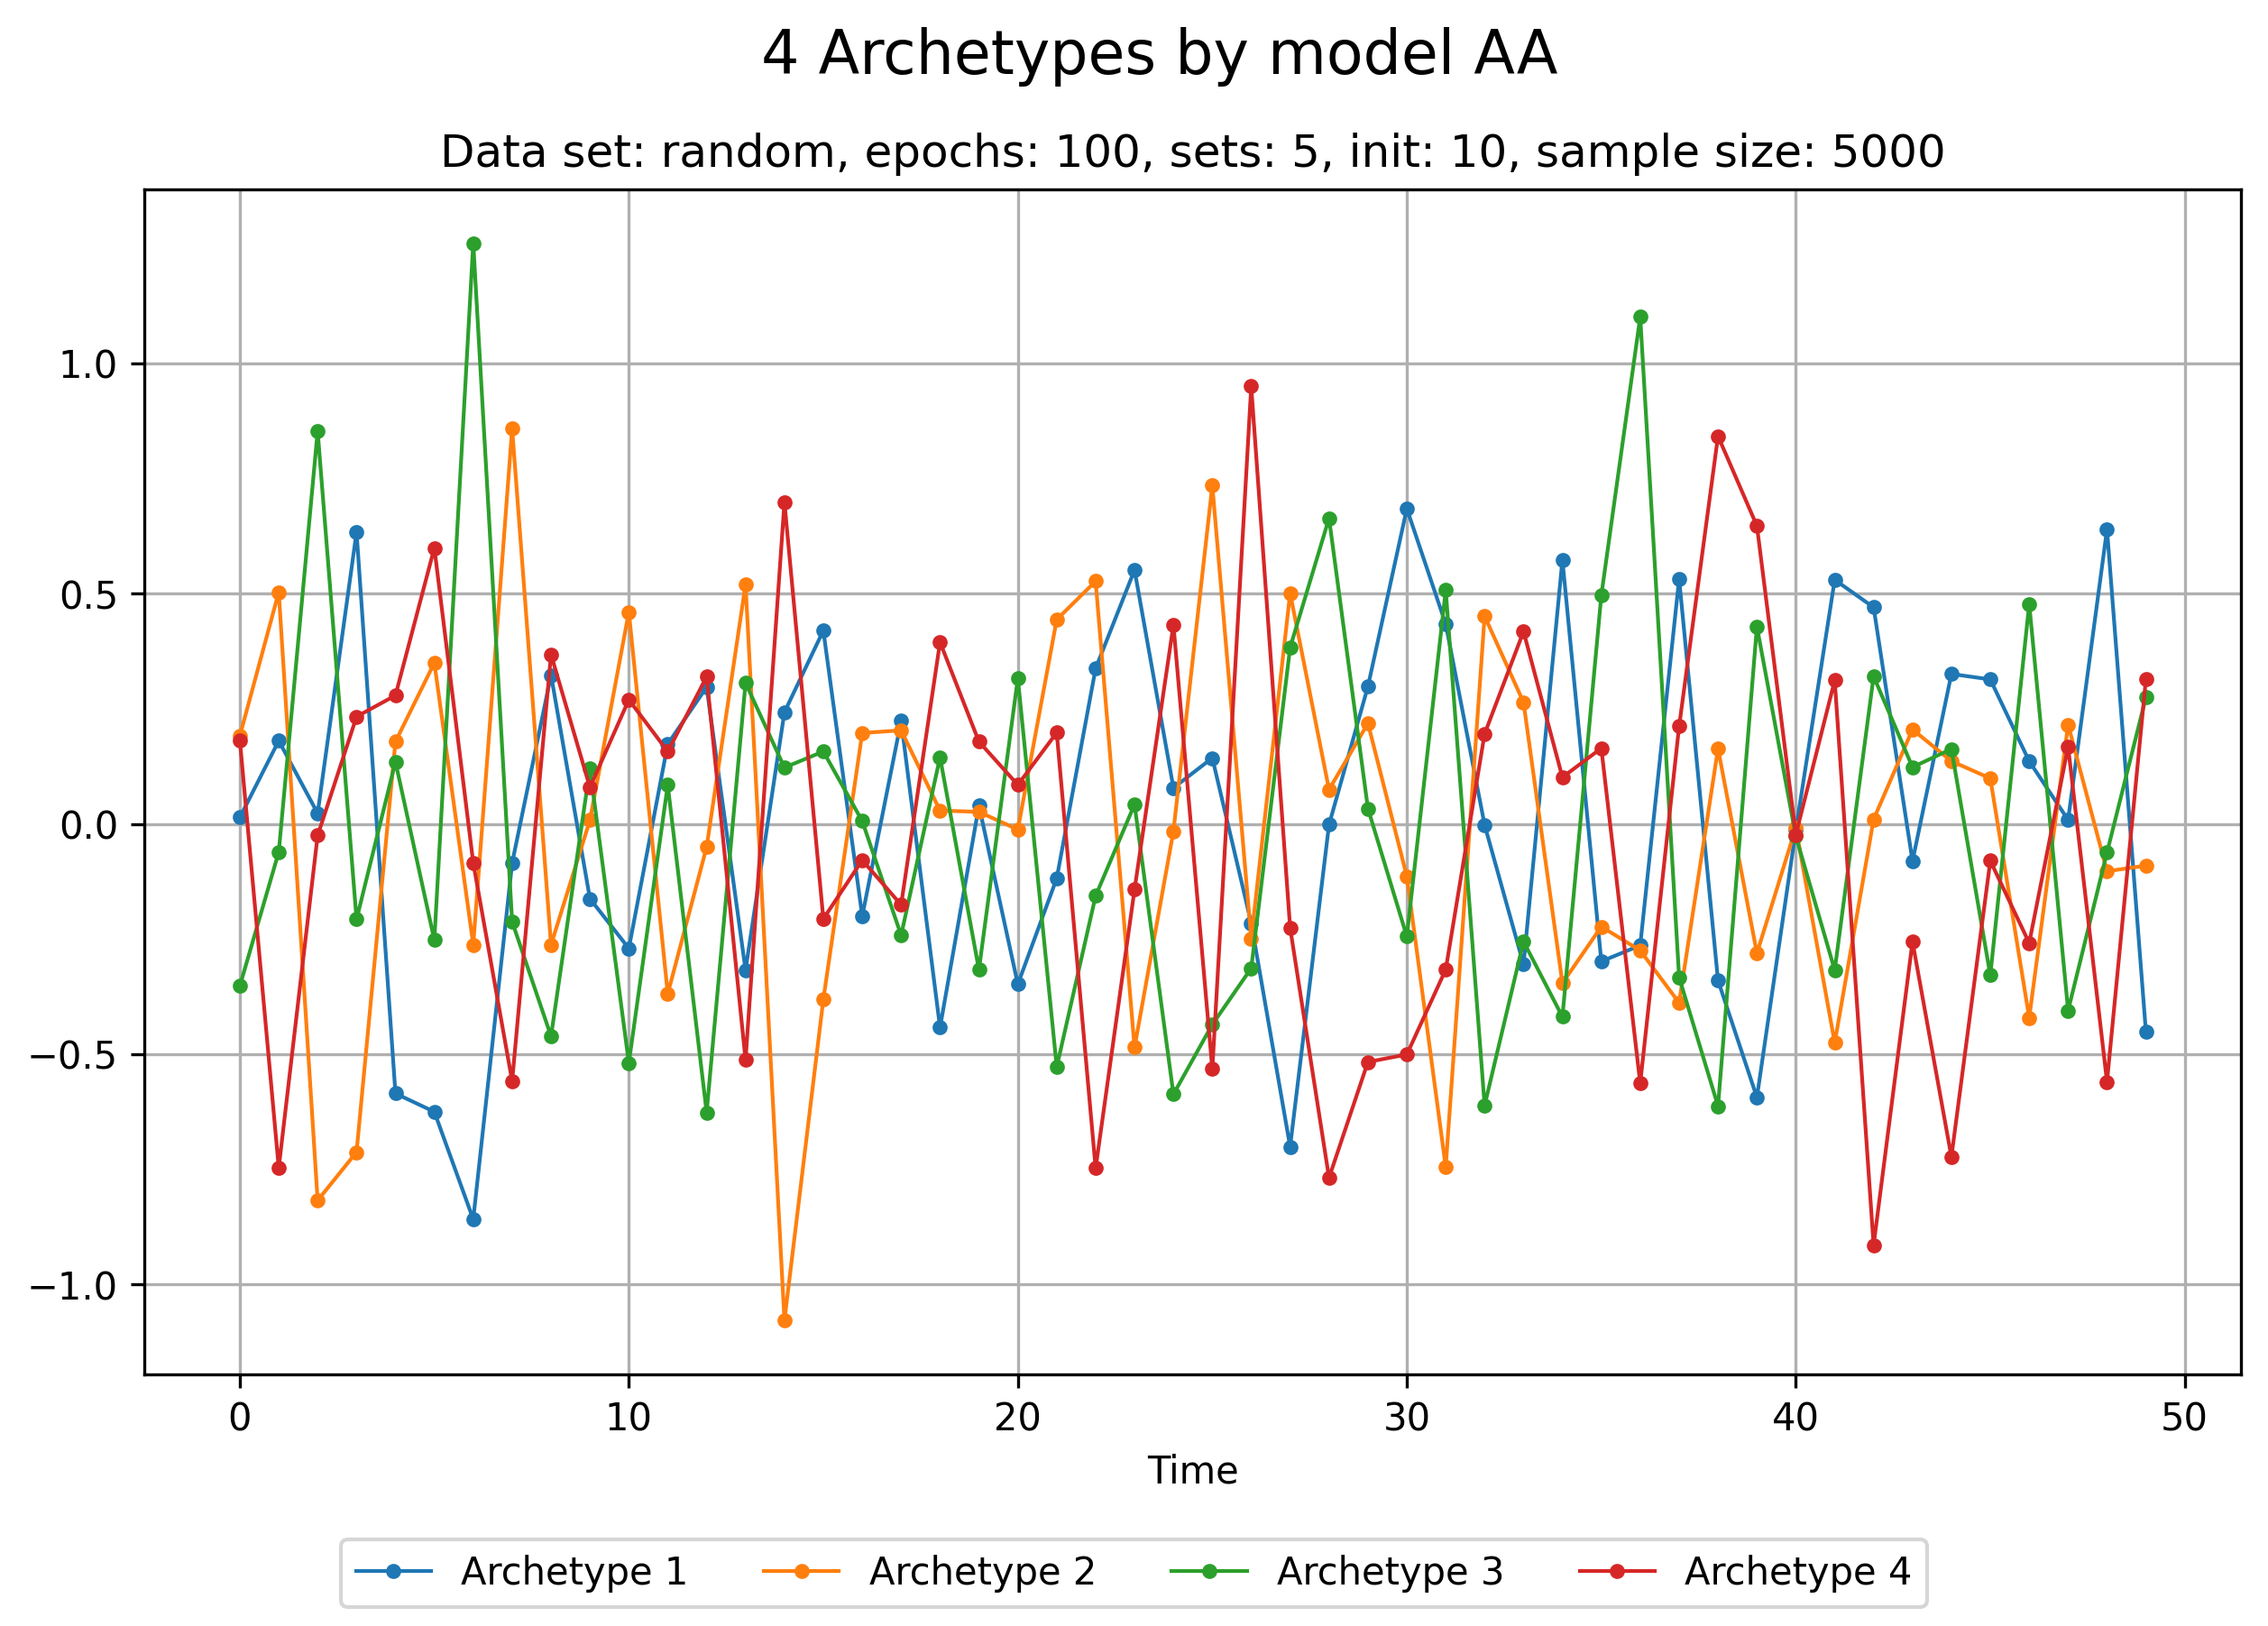 4 Archetypes by model AA
Data set: random, epochs: 100, sets: 5, init: 10, sample size: 5000
1.0
0.5
0.0
−0.5
−1.0
0 10 20 30 40 50
Time
Archetype 1 Archetype 2 Archetype 3 Archetype 4